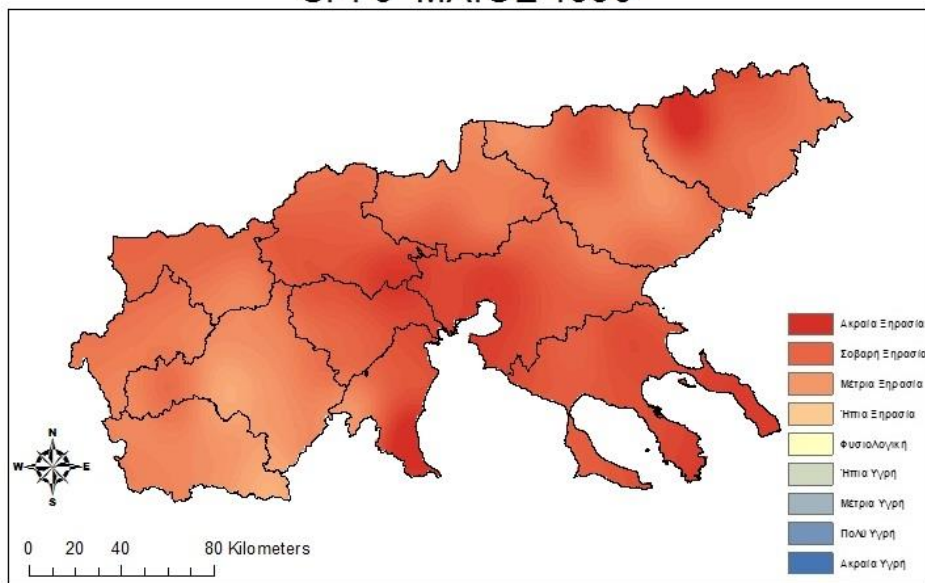 Ακραία Ξηρασία
Σοβαρή Ξηρασία
Μέτρια Ξηρασία
Ήπια Ξηρασία
Φυσιολογική
Ήπια Υγρή
Μέτρια Υγρή
Πολύ Υγρή
Ακραία Υγρή
N
W E
S
0 20 40 80 Kilometers